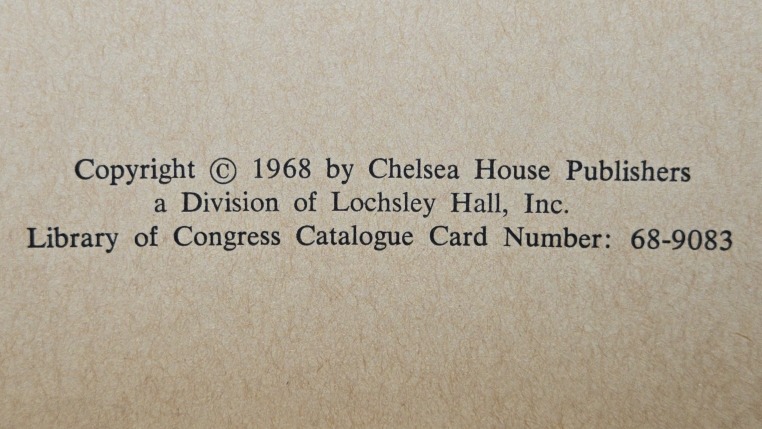 Copyright © 1968 by Chelsea House Publishers
a Division of Lochsley Hall, Inc.
Library of Congress Catalogue Card Number: 68-9083